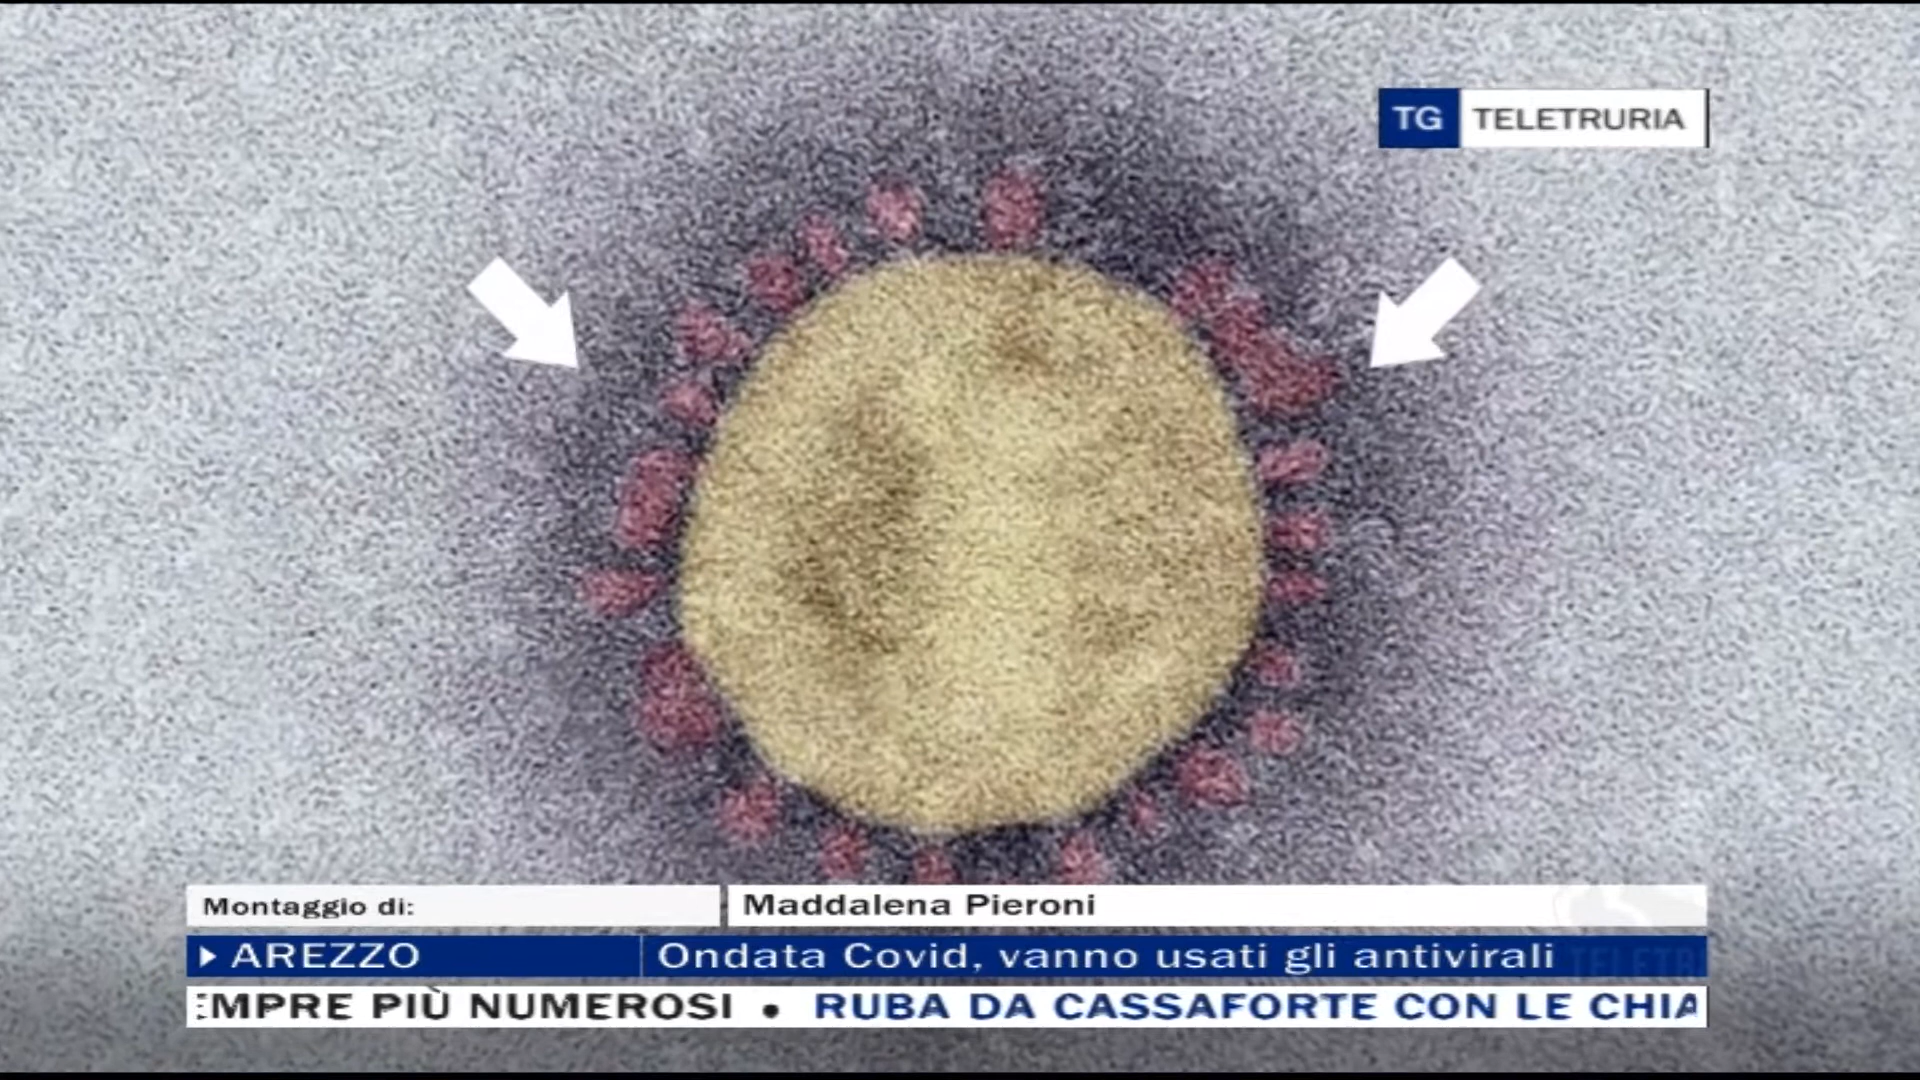 TG TELETRURIA
Montaggio di: Maddalena Pieroni
AREZZO Ondata Covid, vanno usati gli antivirali
EMPRE PIÙ NUMEROSI • RUBA DA CASSAFORTE CON LE CHIA